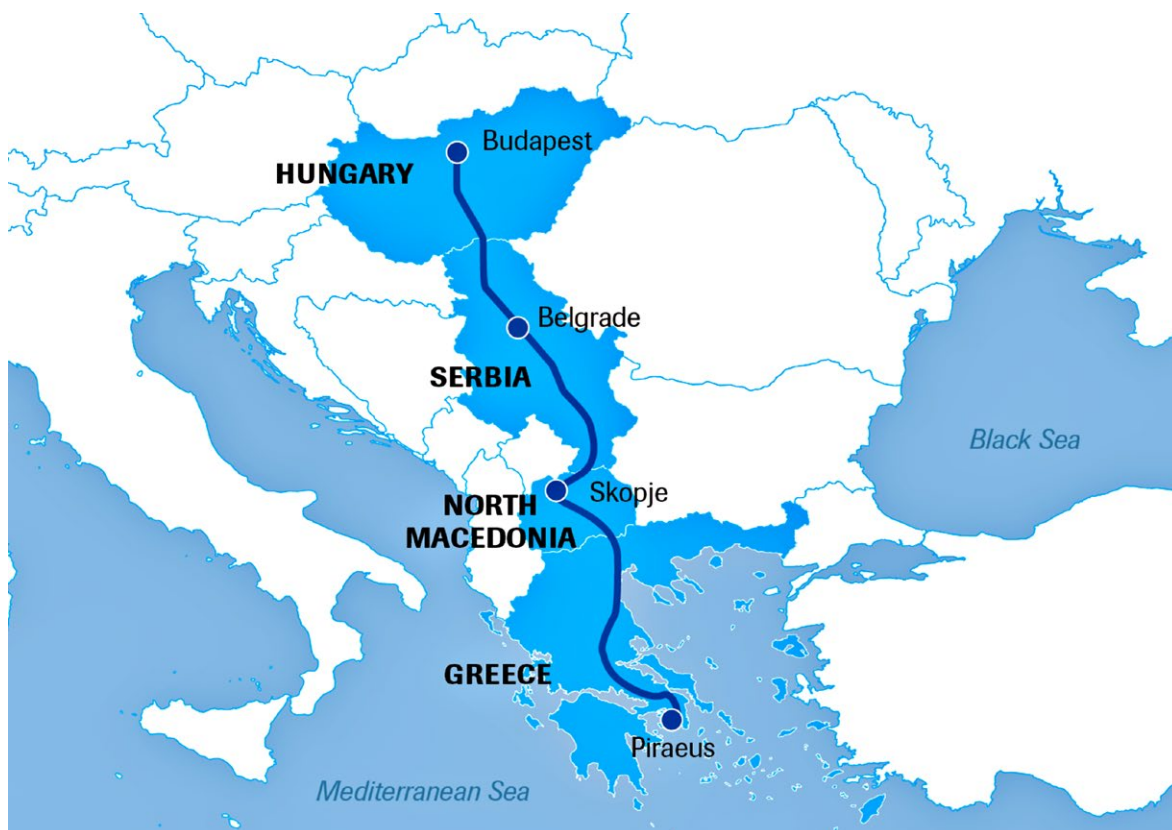 Budapest
HUNGARY
Belgrade
SERBIA
Black Sea
Skopje
NORTH
MACEDONIA
GREECE
Piraeus
Mediterranean Sea